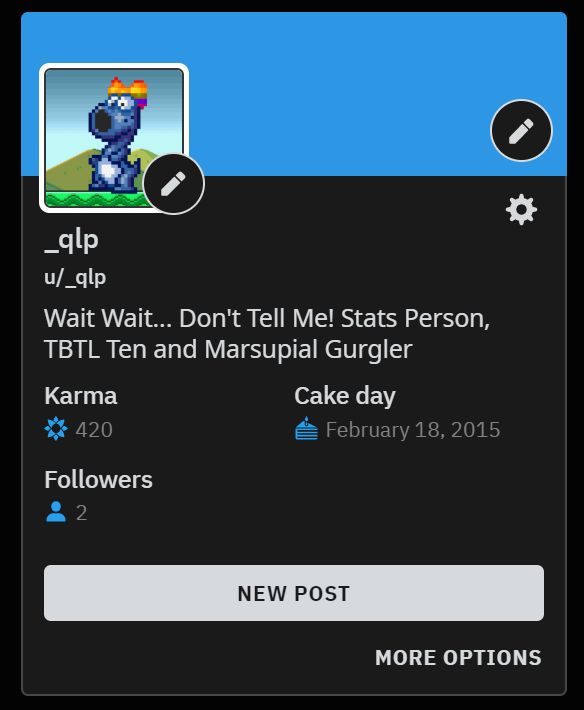 _qlp
u/_qlp
Wait Wait... Don't Tell Me! Stats Person,
TBTL Ten and Marsupial Gurgler
Karma
420
Cake day
February 18, 2015
Followers
2
NEW POST
MORE OPTIONS